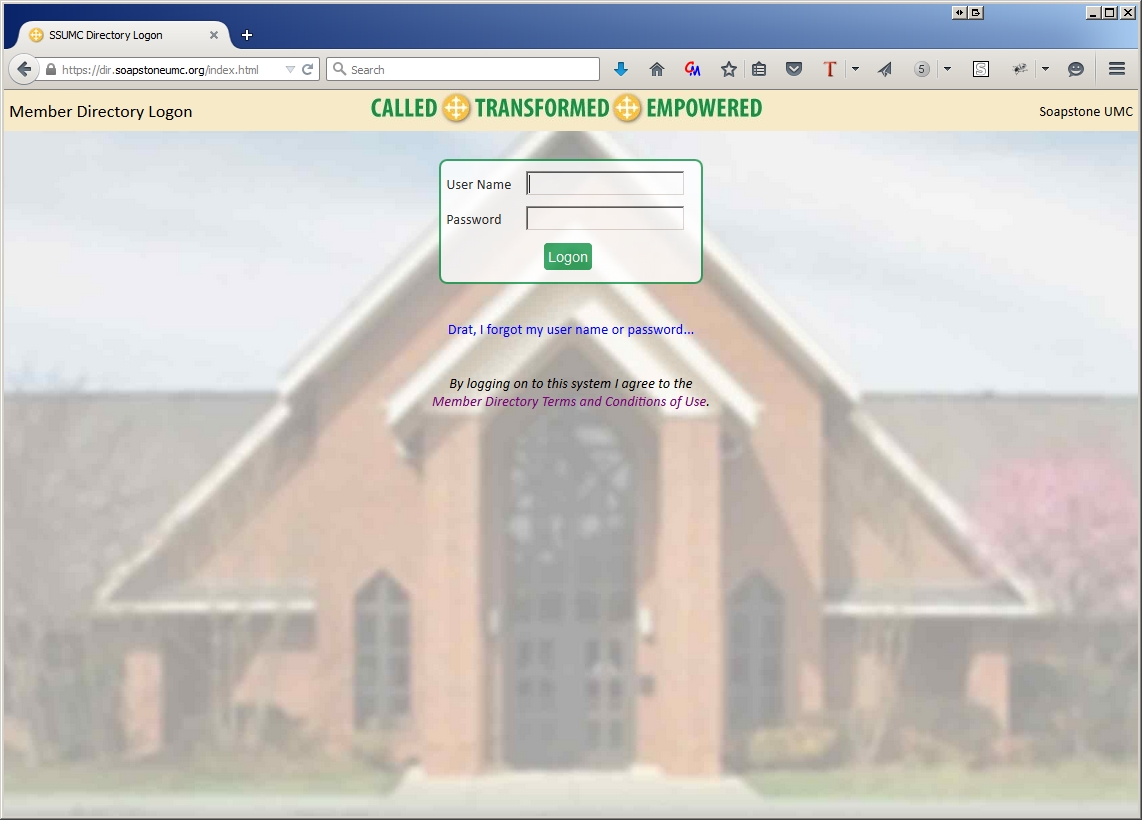 SSUMC Directory Logon
https://dir.soapstoneumc.org/index.html
Search
G M
T
5
S
Member Directory Logon
CALLED TRANSFORMED EMPOWERED
Soapstone UMC
User Name
Password
Logon
Drat, I forgot my user name or password...
By logging on to this system I agree to the
Member Directory Terms and Conditions of Use.